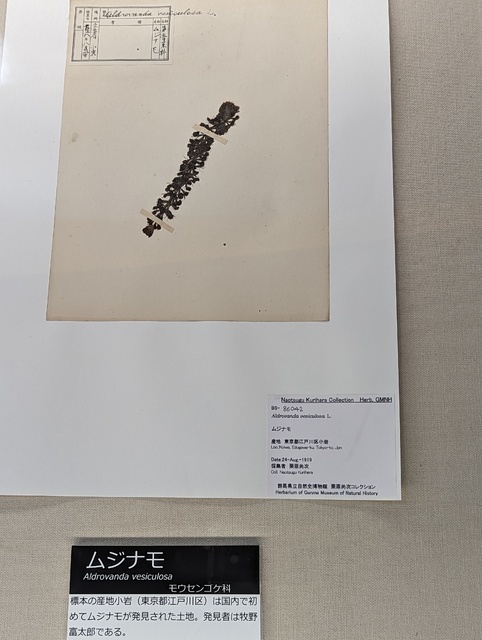 Aldrovanda vesiculosa L.
ムジナモ
Naotsugu Kurihara Collection Herb. GMNH
BS- 86042
Aldrovanda vesiculosa L.
ムジナモ
産地 東京都江戸川区小岩
Loc. Koiwa, Edogawa-ku, Tokyo-to, Jpn
Date:24-Aug.-1919
採集者 栗原尚次
Coll. Naotsugu Kurihara
群馬県立自然史博物館 栗原尚次コレクション
Herbarium of Gunma Museum of Natural History
ムジナモ
Aldrovanda vesiculosa
モウセンゴケ科
標本の産地小岩（東京都江戸川区）は国内で初
めてムジナモが発見された土地。発見者は牧野
富太郎である。